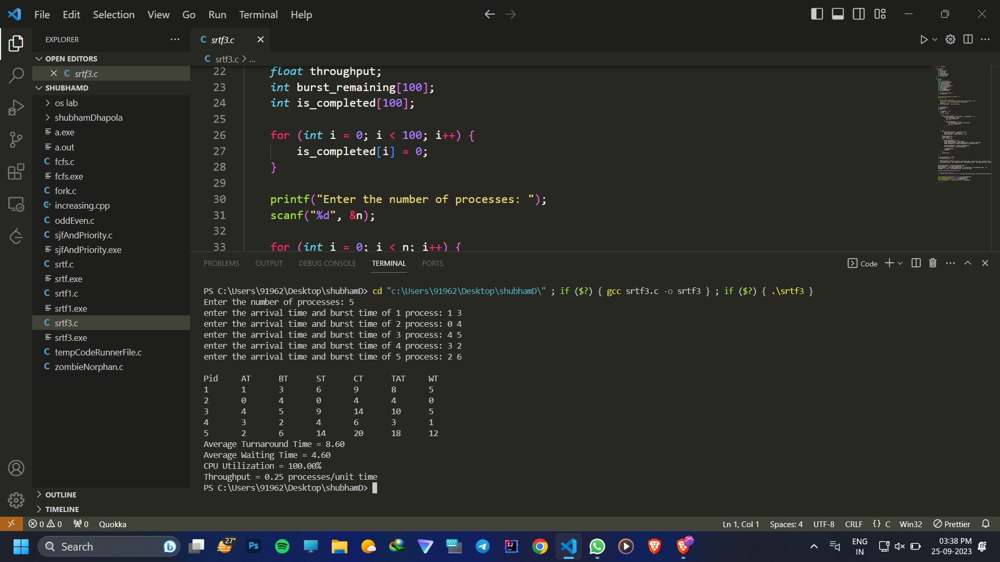 File Edit Selection View Go Run Terminal Help
EXPLORER
OPEN EDITORS
srtf3.c
SHUBHAMD
os lab
shubhamDhapola
a.exe
a.out
fcfs.c
fcfs.exe
fork.c
increasing.cpp
oddEven.c
sjfAndPriority.c
sjfAndPriority.exe
srtf.c
srtf.exe
srtf1.c
srtf1.exe
srtf3.c
srtf3.exe
tempCodeRunnerFile.c
zombieNorphan.c
OUTLINE
TIMELINE
C srtf3.c
C srtf3.c > ...
22 float throughput;
23 int burst_remaining[100];
24 int is_completed[100];
25
26 for (int i = 0; i < 100; i++) {
27 is_completed[i] = 0;
28 }
29
30 printf("Enter the number of processes: ");
31 scanf("%d", &n);
32
33 for (int i = 0; i < n; i++) {
PROBLEMS OUTPUT DEBUG CONSOLE TERMINAL PORTS
Code
PS C:\Users\91962\Desktop\shubhamD> cd "c:\Users\91962\Desktop\shubhamD\" ; if ($?) { gcc srtf3.c -o srtf3 } ; if ($?) { .\srtf3 }
Enter the number of processes: 5
enter the arrival time and burst time of 1 process: 1 3
enter the arrival time and burst time of 2 process: 0 4
enter the arrival time and burst time of 3 process: 4 5
enter the arrival time and burst time of 4 process: 3 2
enter the arrival time and burst time of 5 process: 2 6
Pid AT BT ST CT TAT WT
1 1 3 6 9 8 5
2 0 4 0 4 4 0
3 4 5 9 14 10 5
4 3 2 4 6 3 1
5 2 6 14 20 18 12
Average Turnaround Time = 8.60
Average Waiting Time = 4.60
CPU Utilization = 100.00%
Throughput = 0.25 processes/unit time
PS C:\Users\91962\Desktop\shubhamD>
0 0 0 Quokka
Ln 1, Col 1 Spaces: 4 UTF-8 CRLF {} C Win32 Prettier
Search
27°
Ps
IJ
ENG
IN
03:38 PM
25-09-2023